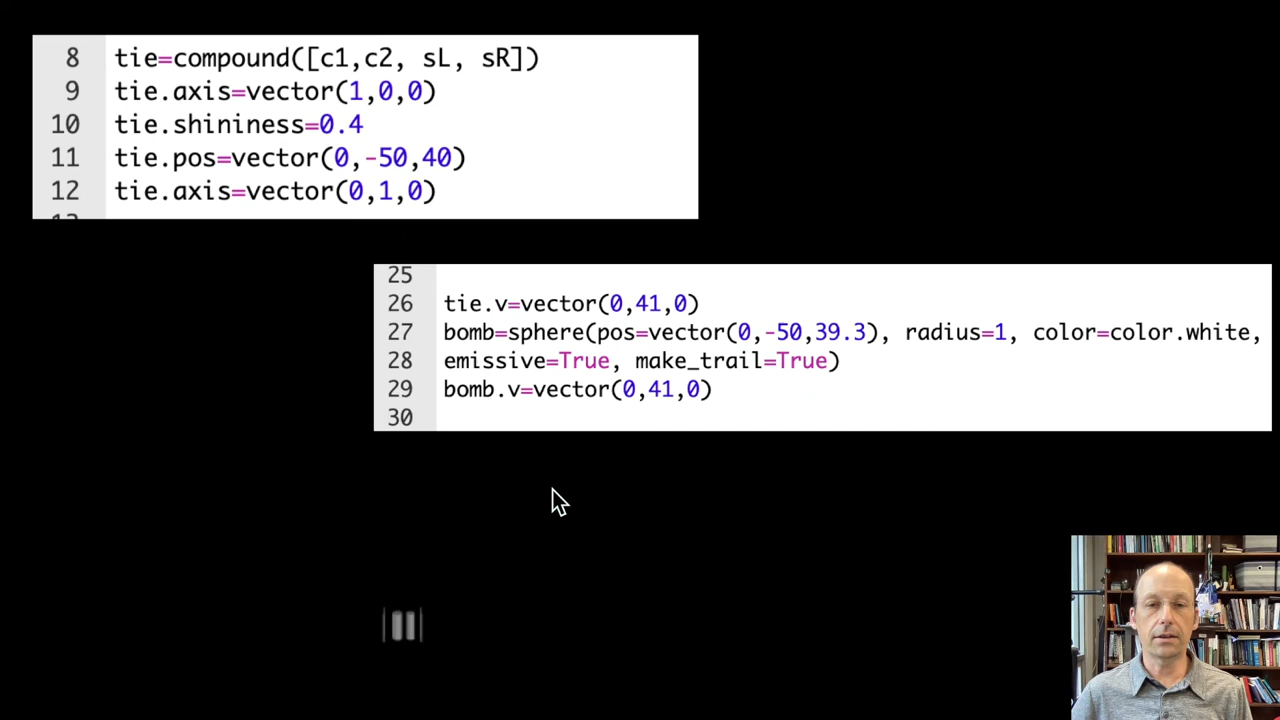 8 tie=compound([c1,c2, sL, sR])
9 tie.axis=vector(1,0,0)
10 tie.shininess=0.4
11 tie.pos=vector(0,-50,40)
12 tie.axis=vector(0,1,0)
25
26 tie.v=vector(0,41,0)
27 bomb=sphere(pos=vector(0,-50,39.3), radius=1, color=color.white,
28 emissive=True, make_trail=True)
29 bomb.v=vector(0,41,0)
30